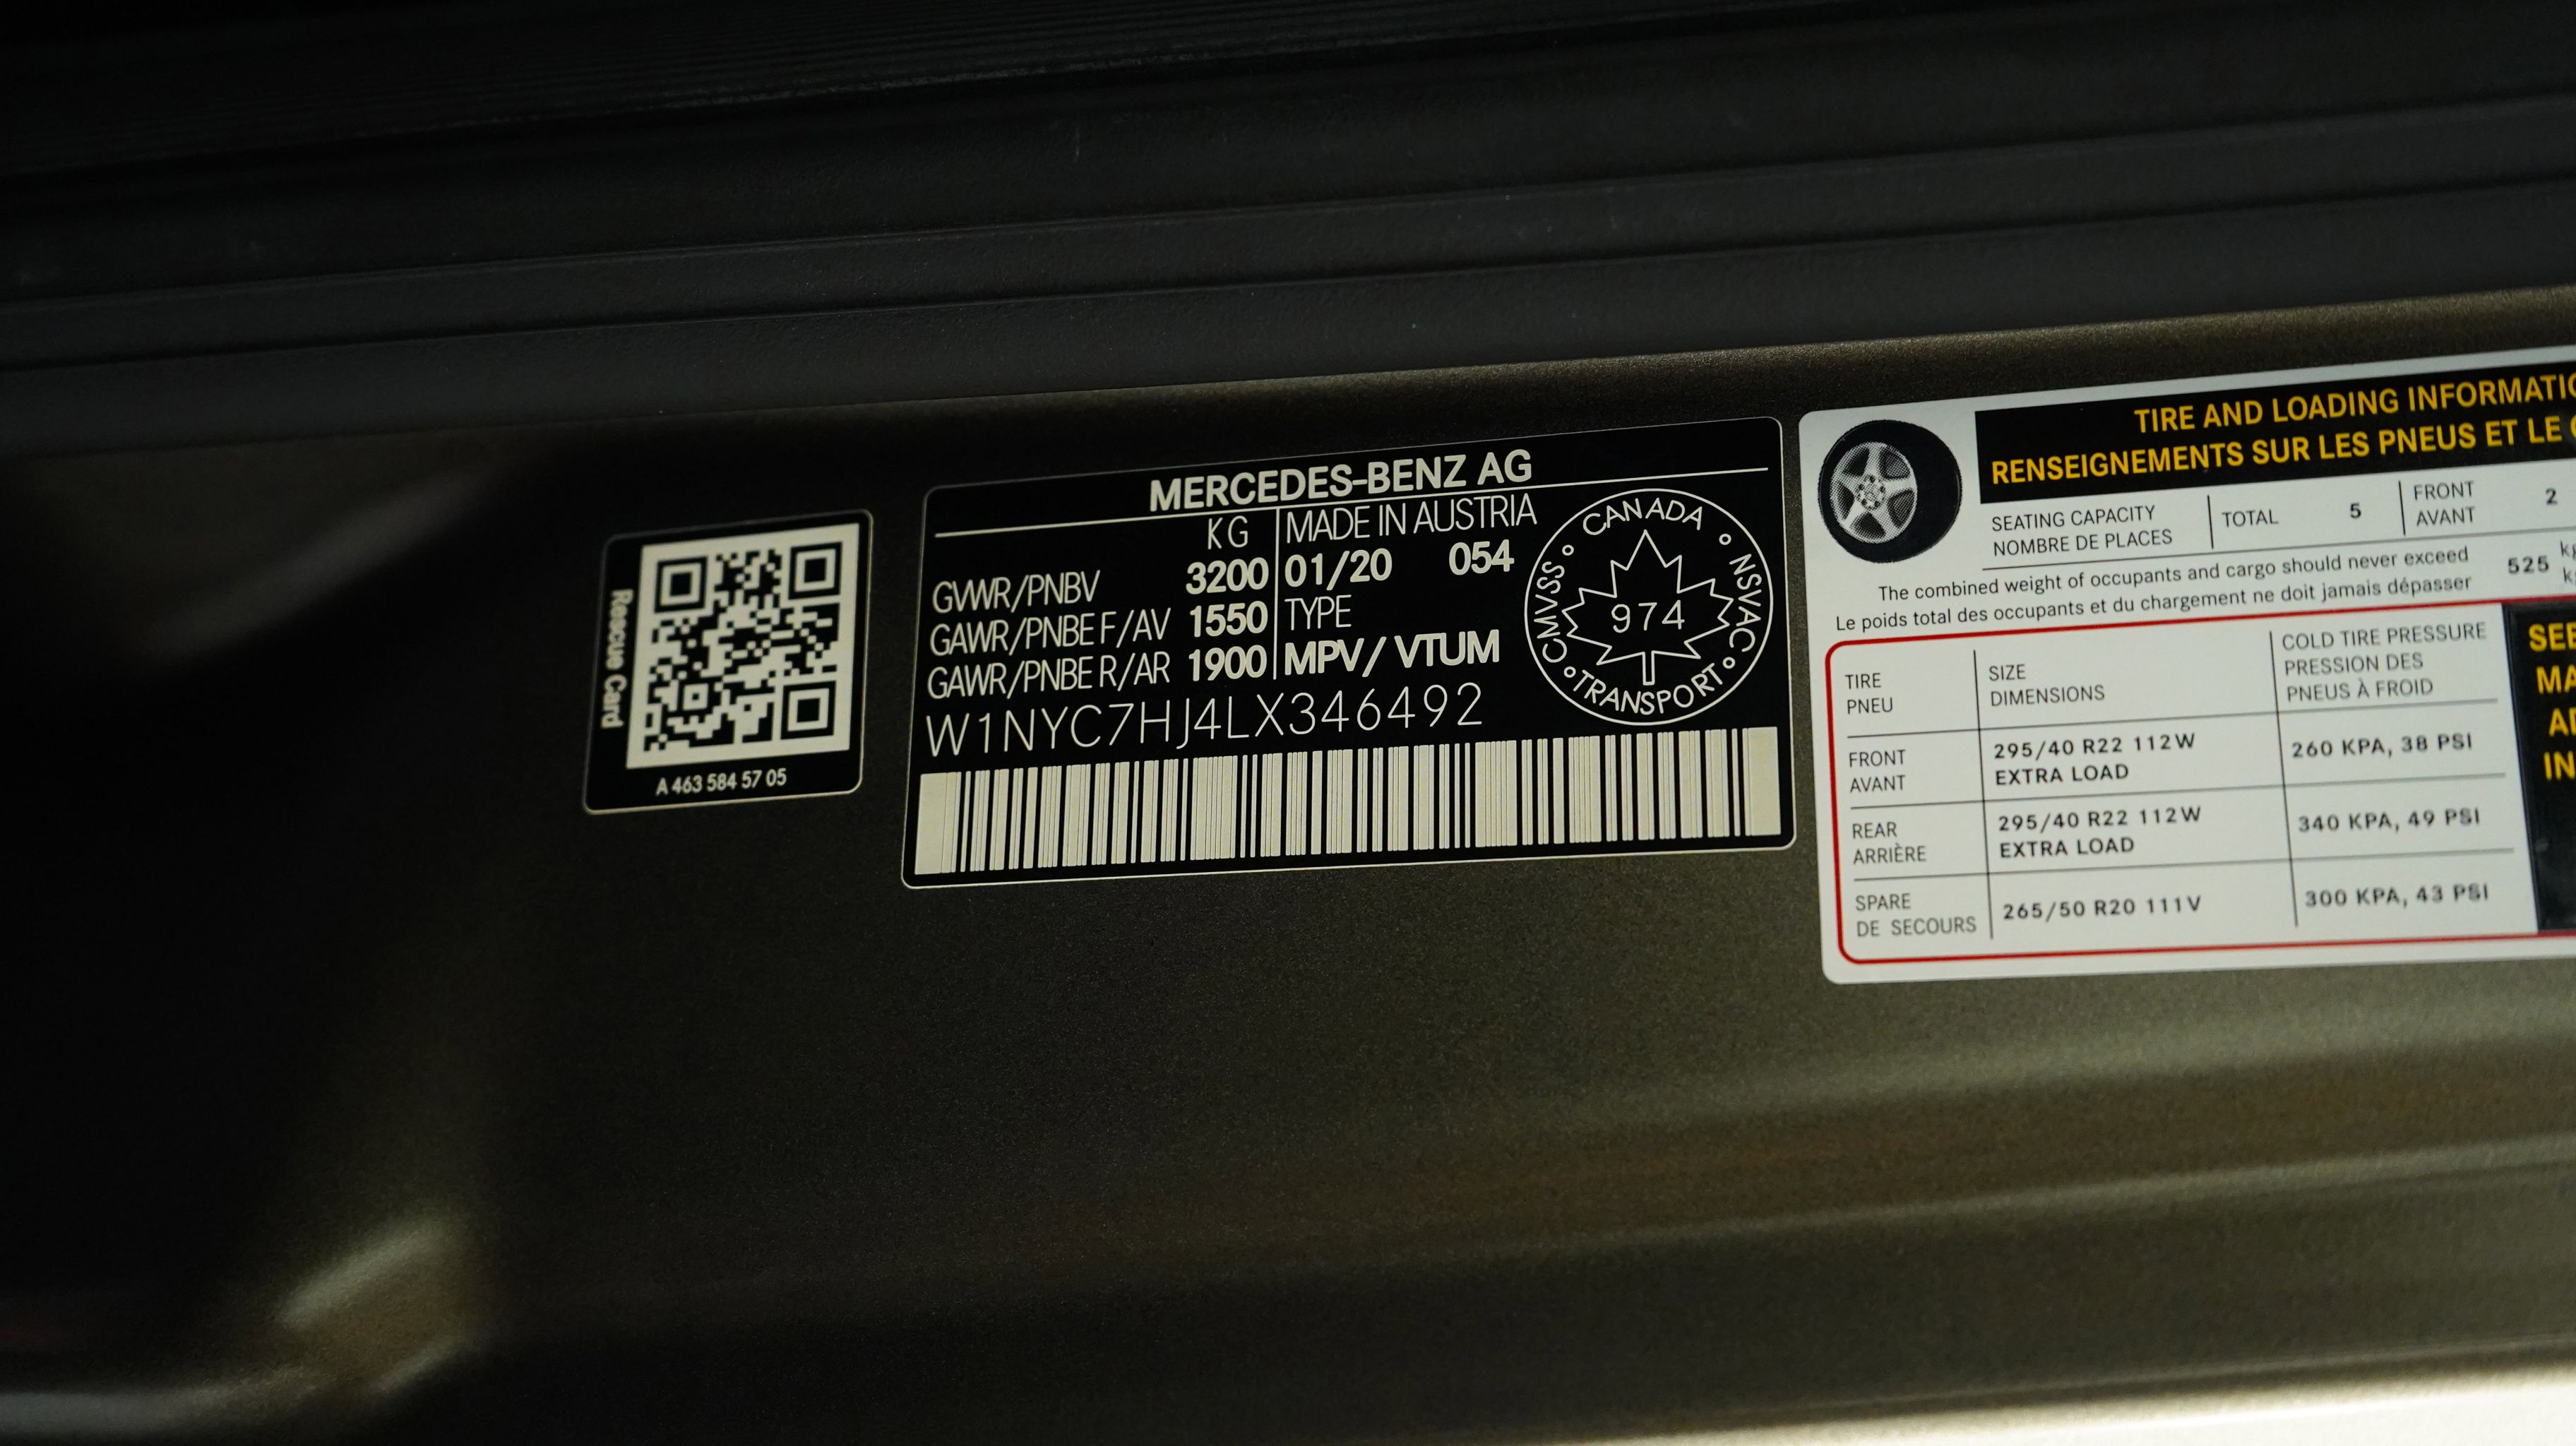 Rescue Card
A 463 584 57 05
MERCEDES-BENZ AG
KG
MADE IN AUSTRIA
GVWR/PNBV 3200
01/20 054
GAWR/PNBE F/AV 1550
TYPE
GAWR/PNBE R/AR 1900
MPV/ VTUM
W1NYC7HJ4LX346492
CANADA
CMVSS
NSVAC
974
TRANSPORT
TIRE AND LOADING
RENSEIGNEMENTS SUR LES PNEUS ET LE
SEATING CAPACITY
NOMBRE DE PLACES
TOTAL 5
FRONT
AVANT
2
The combined weight of occupants and cargo should never exceed
Le poids total des occupants et du chargement ne doit jamais dépasser
525
TIRE
PNEU
SIZE
DIMENSIONS
COLD TIRE PRESSURE
PRESSION DES
PNEUS À FROID
FRONT
AVANT
295/40 R22 112W
EXTRA LOAD
260 KPA, 38 PSI
REAR
ARRIÈRE
295/40 R22 112W
EXTRA LOAD
340 KPA, 49 PSI
SPARE
DE SECOURS
265/50 R20 111V
300 KPA, 43 PSI